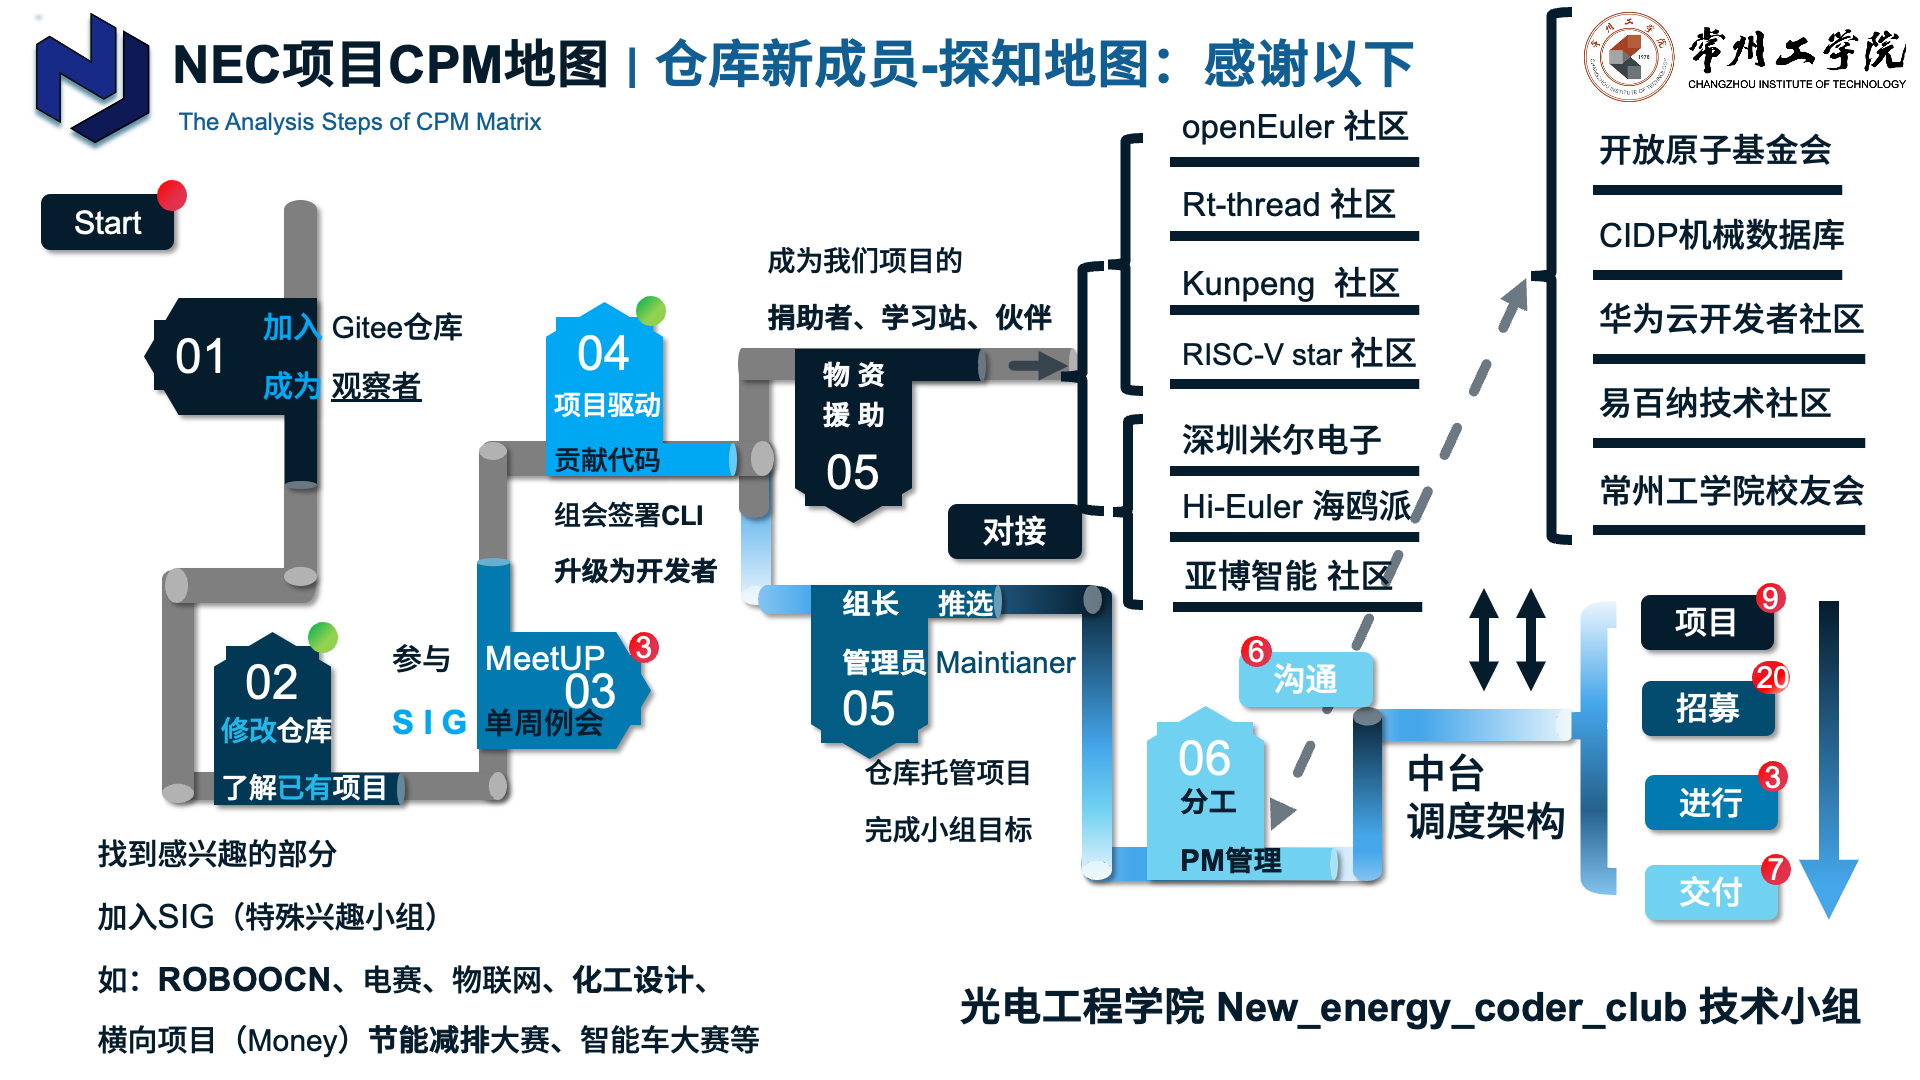 NEC项目CPM地图 | 仓库新成员-探知地图：感谢以下
The Analysis Steps of CPM Matrix
常州工学院
CHANGZHOU INSTITUTE OF TECHNOLOGY
常州工学院
CHANGZHOU INSTITUTE OF TECHNOLOGY
1978
Start
01
加入 Gitee仓库
成为 观察者
02
修改仓库
了解已有项目
找到感兴趣的部分
加入SIG（特殊兴趣小组）
如：ROBOOCN、电赛、物联网、化工设计、
横向项目（Money）节能减排大赛、智能车大赛等
参与 MeetUP
3
03
SIG 单周例会
04
项目驱动
贡献代码
组会签署CLI
升级为开发者
成为我们项目的
捐助者、学习站、伙伴
物 资
援 助
05
对接
openEuler 社区
Rt-thread 社区
Kunpeng 社区
RISC-V star 社区
深圳米尔电子
Hi-Euler 海鸥派
亚博智能 社区
开放原子基金会
CIDP机械数据库
华为云开发者社区
易百纳技术社区
常州工学院校友会
组长 推选
管理员 Maintianer
05
仓库托管项目
完成小组目标
06
分工
PM管理
6
沟通
中台
调度架构
项目
9
招募
20
进行
3
交付
7
光电工程学院 New_energy_coder_club 技术小组